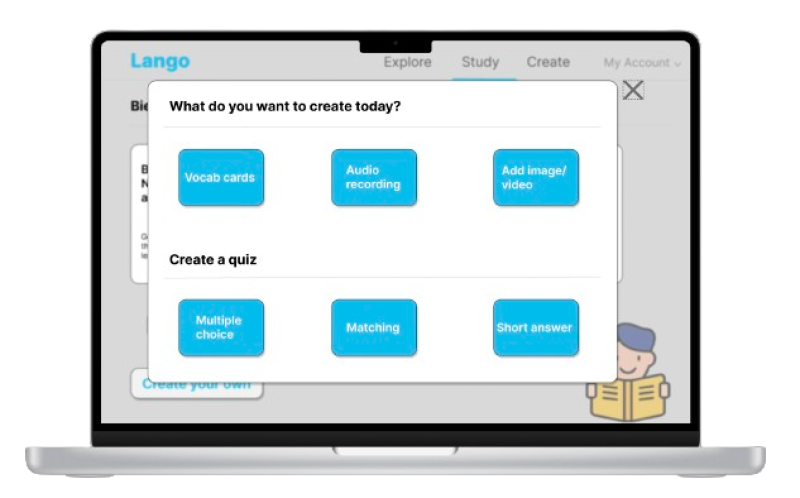 Lango
Explore
Study
Create
My Account
Bie
What do you want to create today?
B
N
a
Vocab cards
Audio
recording
Add image/
video
Create a quiz
Multiple
choice
Matching
Short answer
Create your own